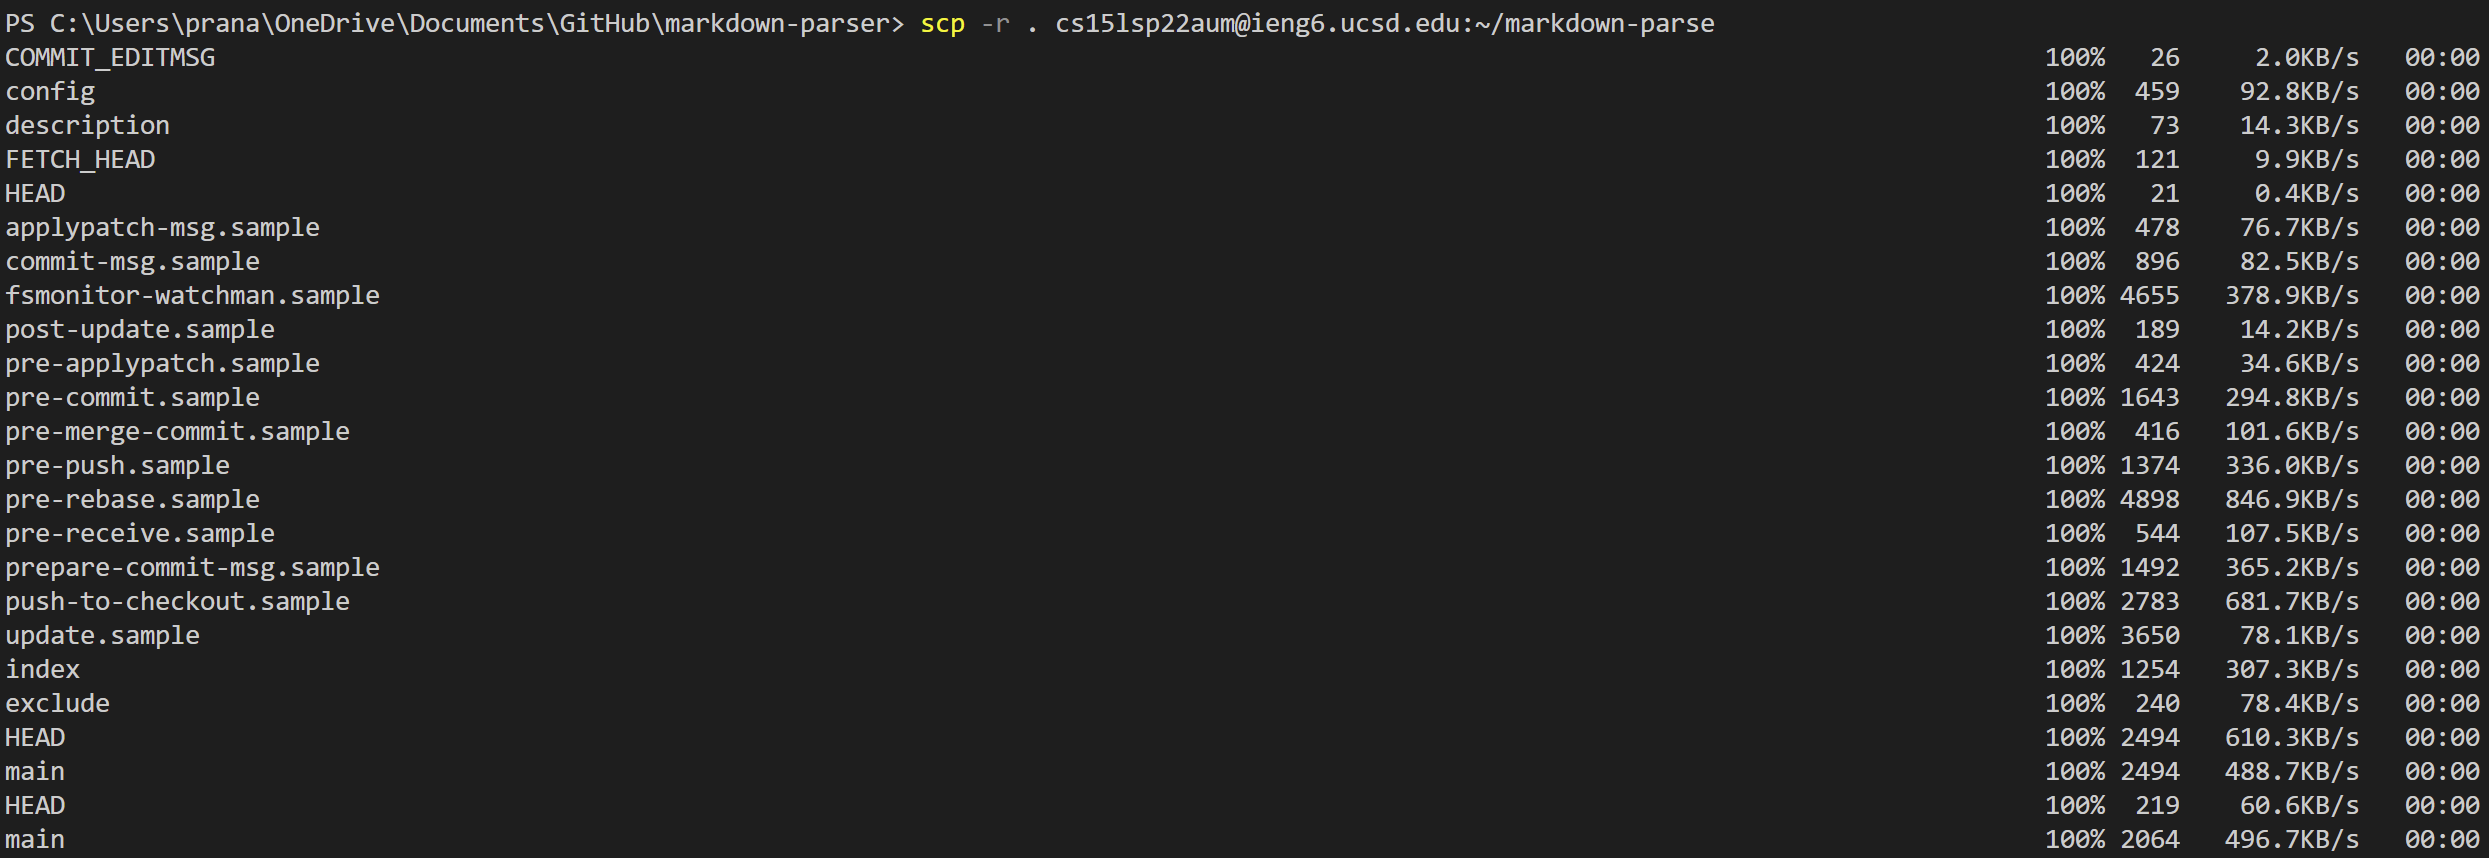 PS C:\Users\prana\OneDrive\Documents\GitHub\markdown-parser> scp -r . cs15lsp22aum@ieng6.ucsd.edu:~/markdown-parse
COMMIT_EDITMSG 100% 26 2.0KB/s 00:00
config 100% 459 92.8KB/s 00:00
description 100% 73 14.3KB/s 00:00
FETCH_HEAD 100% 121 9.9KB/s 00:00
HEAD 100% 21 0.4KB/s 00:00
applypatch-msg.sample 100% 478 76.7KB/s 00:00
commit-msg.sample 100% 896 82.5KB/s 00:00
fsmonitor-watchman.sample 100% 4655 378.9KB/s 00:00
post-update.sample 100% 189 14.2KB/s 00:00
pre-applypatch.sample 100% 424 34.6KB/s 00:00
pre-commit.sample 100% 1643 294.8KB/s 00:00
pre-merge-commit.sample 100% 416 101.6KB/s 00:00
pre-push.sample 100% 1374 336.0KB/s 00:00
pre-rebase.sample 100% 4898 846.9KB/s 00:00
pre-receive.sample 100% 544 107.5KB/s 00:00
prepare-commit-msg.sample 100% 1492 365.2KB/s 00:00
push-to-checkout.sample 100% 2783 681.7KB/s 00:00
update.sample 100% 3650 78.1KB/s 00:00
index 100% 1254 307.3KB/s 00:00
exclude 100% 240 78.4KB/s 00:00
HEAD 100% 2494 610.3KB/s 00:00
main 100% 2494 488.7KB/s 00:00
HEAD 100% 219 60.6KB/s 00:00
main 100% 2064 496.7KB/s 00:00